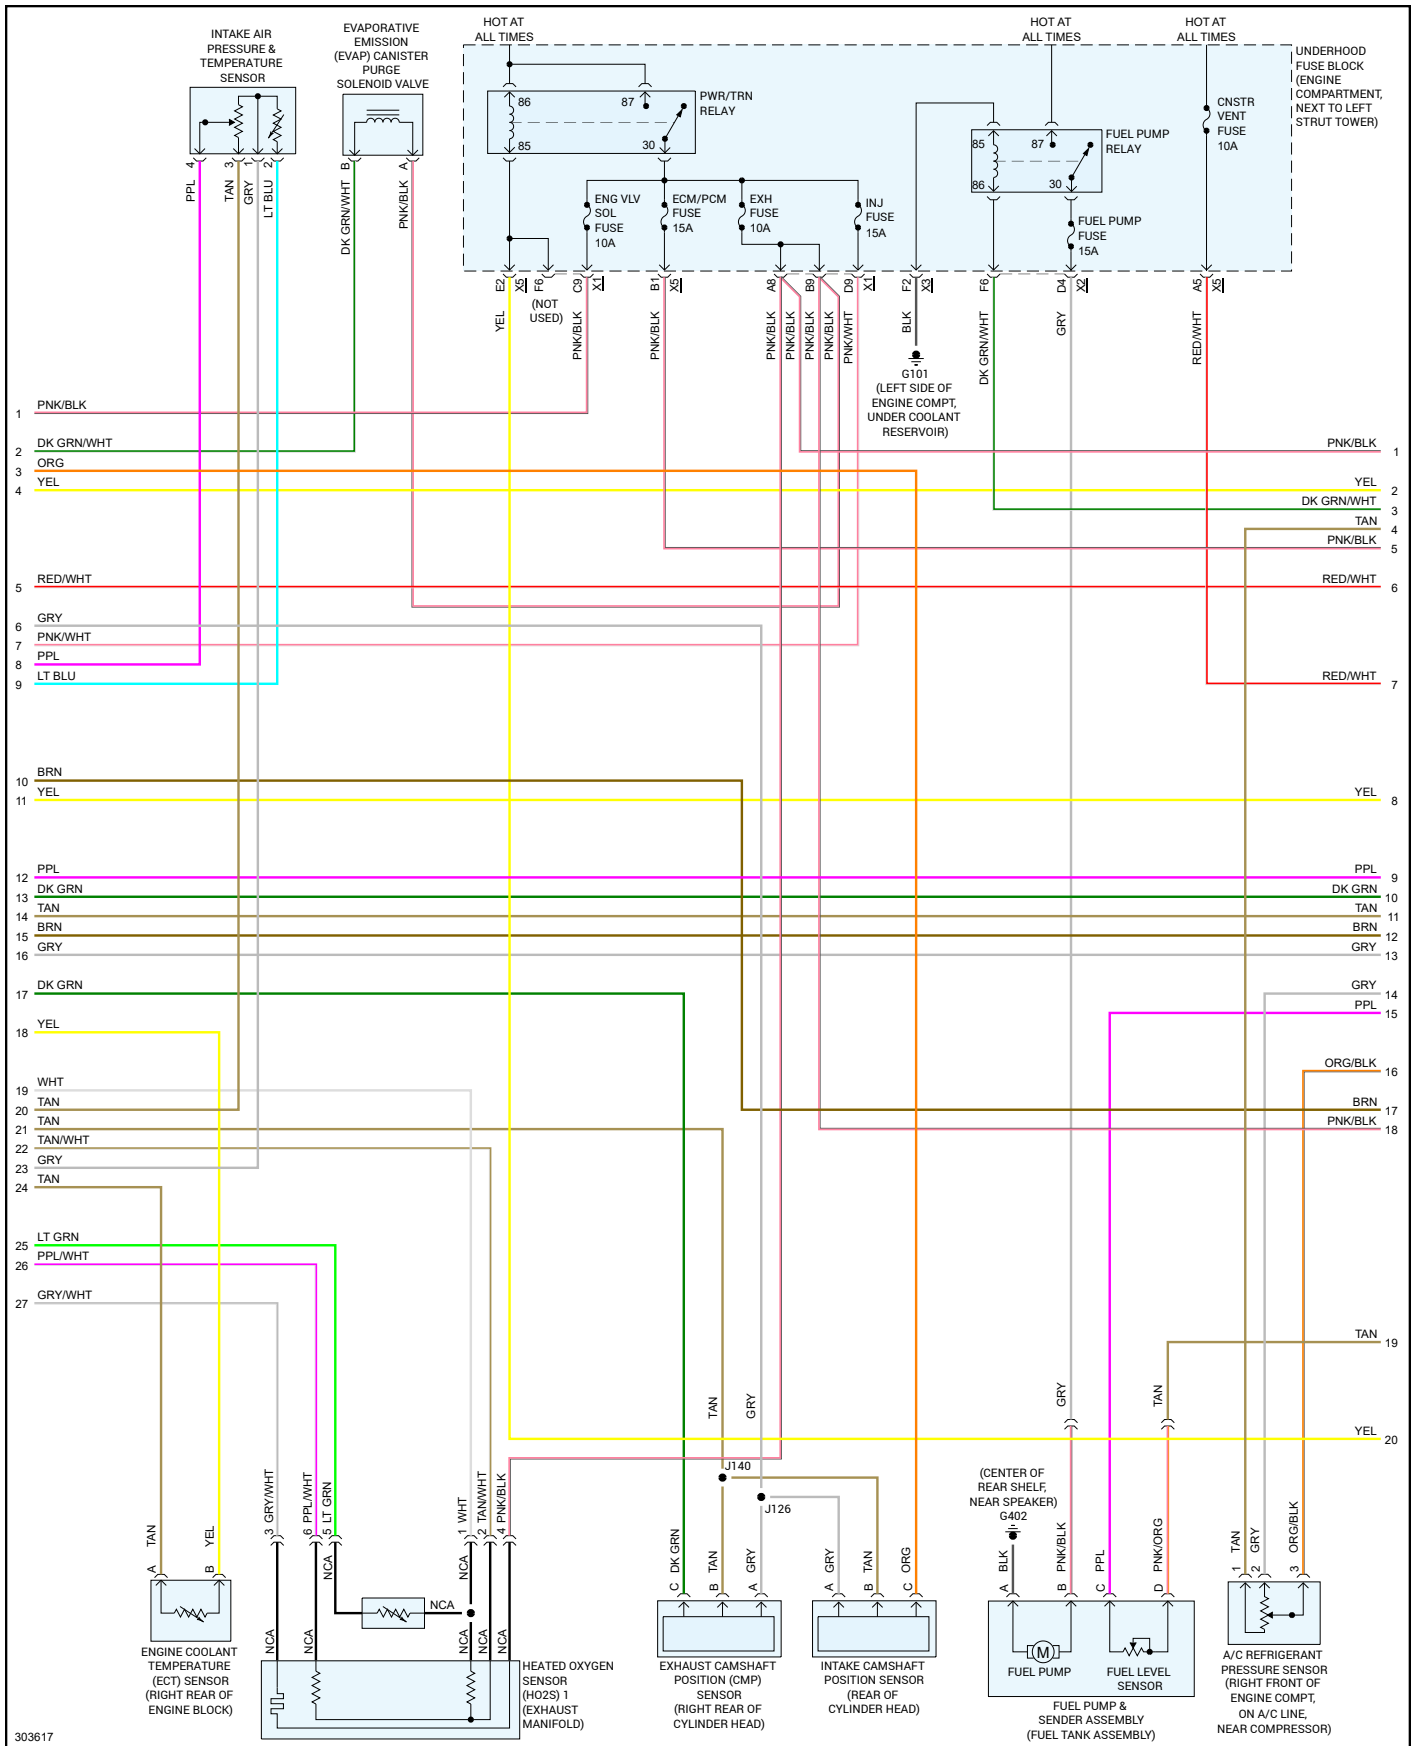 HOT AT
ALL TIMES
HOT AT
ALL TIMES
HOT AT
ALL TIMES
INTAKE AIR
PRESSURE &
TEMPERATURE
SENSOR
EVAPORATIVE
EMISSION
(EVAP) CANISTER
PURGE
SOLENOID VALVE
UNDERHOOD
FUSE BLOCK
(ENGINE
COMPARTMENT,
NEXT TO LEFT
STRUT TOWER)
86
87
PWR/TRN
RELAY
85
30
85
87
FUEL PUMP
RELAY
86
30
CNSTR
VENT
FUSE
10A
ENG VLV
SOL
FUSE
10A
ECM/PCM
FUSE
15A
EXH
FUSE
10A
INJ
FUSE
15A
FUEL PUMP
FUSE
15A
4
3
1
2
B
A
PPL
TAN
GRY
LT BLU
DK GRN/WHT
PNK/BLK
E2
X5
F6
C9
X1
B1
X5
A8
B9
D9
X1
F2
X3
F6
D4
X2
A5
X5
(NOT
USED)
YEL
PNK/BLK
PNK/BLK
PNK/BLK
PNK/BLK
PNK/BLK
PNK/BLK
PNK/WHT
BLK
DK GRN/WHT
GRY
RED/WHT
G101
(LEFT SIDE OF
ENGINE COMPT,
UNDER COOLANT
RESERVOIR)
1 PNK/BLK
2 DK GRN/WHT
3 ORG
4 YEL
5 RED/WHT
6 GRY
7 PNK/WHT
8 PPL
9 LT BLU
10 BRN
11 YEL
12 PPL
13 DK GRN
14 TAN
15 BRN
16 GRY
17 DK GRN
18 YEL
19 WHT
20 TAN
21 TAN
22 TAN/WHT
23 GRY
24 TAN
25 LT GRN
26 PPL/WHT
27 GRY/WHT
PNK/BLK 1
YEL 2
DK GRN/WHT 3
TAN 4
PNK/BLK 5
RED/WHT 6
RED/WHT 7
YEL 8
PPL 9
DK GRN 10
TAN 11
BRN 12
GRY 13
GRY 14
PPL 15
ORG/BLK 16
BRN 17
PNK/BLK 18
TAN 19
YEL 20
TAN
GRY
GRY
TAN
J140
J126
(CENTER OF
REAR SHELF,
NEAR SPEAKER)
G402
A TAN
B YEL
3 GRY/WHT
6 PPL/WHT
5 LT GRN
1 WHT
2 TAN/WHT
4 PNK/BLK
NCA
NCA
NCA
NCA
NCA
NCA
NCA
NCA
C DK GRN
B TAN
A GRY
A GRY
B TAN
C ORG
A BLK
B PNK/BLK
C PPL
D PNK/ORG
1 TAN
2 GRY
3 ORG/BLK
M
FUEL PUMP
FUEL LEVEL
SENSOR
ENGINE COOLANT
TEMPERATURE
(ECT) SENSOR
(RIGHT REAR OF
ENGINE BLOCK)
HEATED OXYGEN
SENSOR
(HO2S) 1
(EXHAUST
MANIFOLD)
EXHAUST CAMSHAFT
POSITION (CMP)
SENSOR
(RIGHT REAR OF
CYLINDER HEAD)
INTAKE CAMSHAFT
POSITION SENSOR
(REAR OF
CYLINDER HEAD)
FUEL PUMP &
SENDER ASSEMBLY
(FUEL TANK ASSEMBLY)
A/C REFRIGERANT
PRESSURE SENSOR
(RIGHT FRONT OF
ENGINE COMPT,
ON A/C LINE,
NEAR COMPRESSOR)
303617